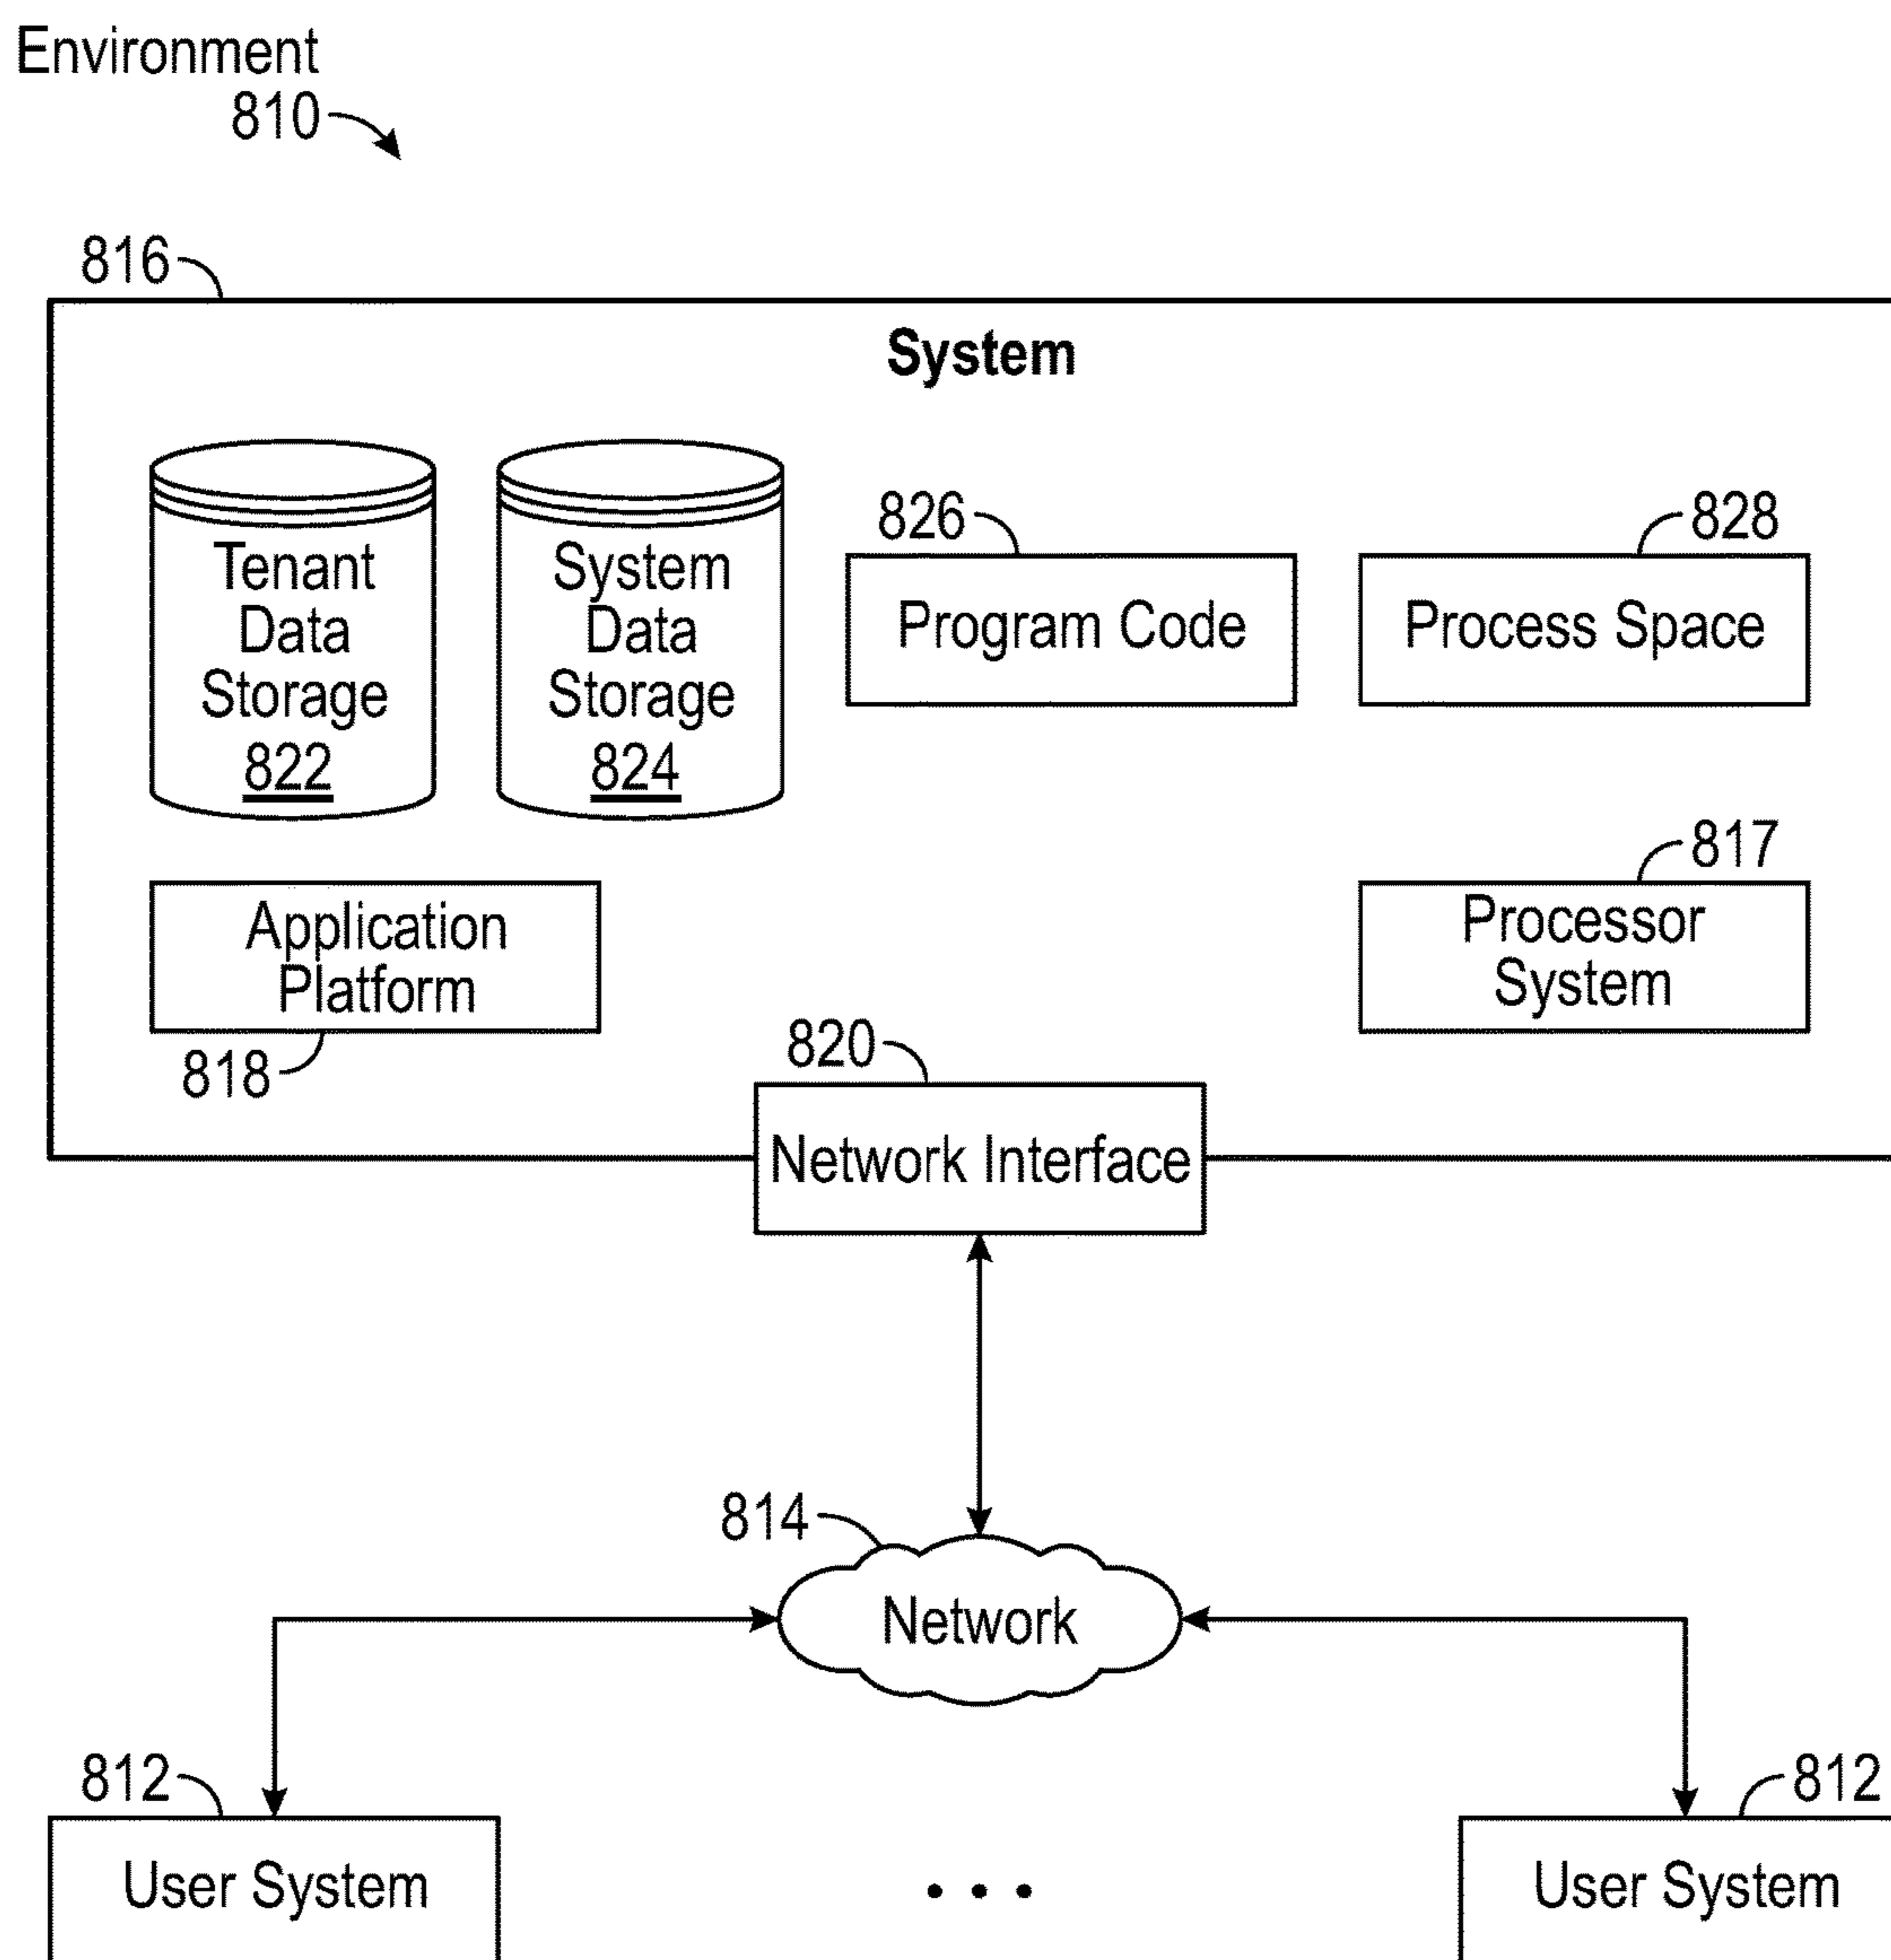 Environment
810
816
System
Tenant
Data
Storage
822
System
Data
Storage
824
826
Program Code
828
Process Space
Application
Platform
818
817
Processor
System
820
Network Interface
814
Network
812
User System
812
User System